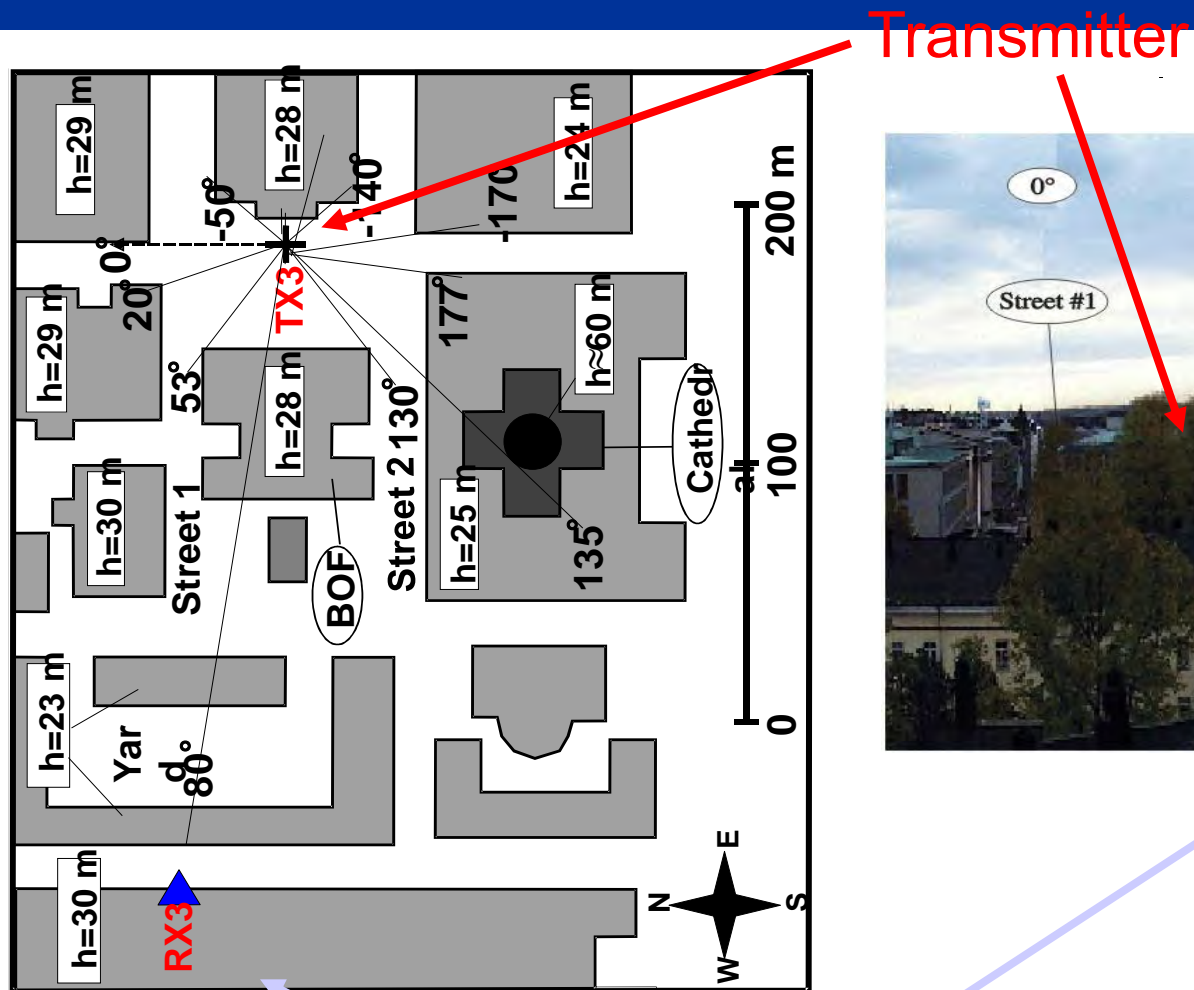 Transmitter
h=29 m
h=28 m
h=24 m
-50°
-140°
-170°
0°
20°
TX3
177°
h≈60 m
200 m
h=29 m
53°
h=28 m
130°
Cathedr
al
100
h=30 m
Street 1
Street 2
h=25 m
135°
BOF
h=23 m
Yar
d
80°
0
h=30 m
RX3
N
E
S
W
0°
Street #1